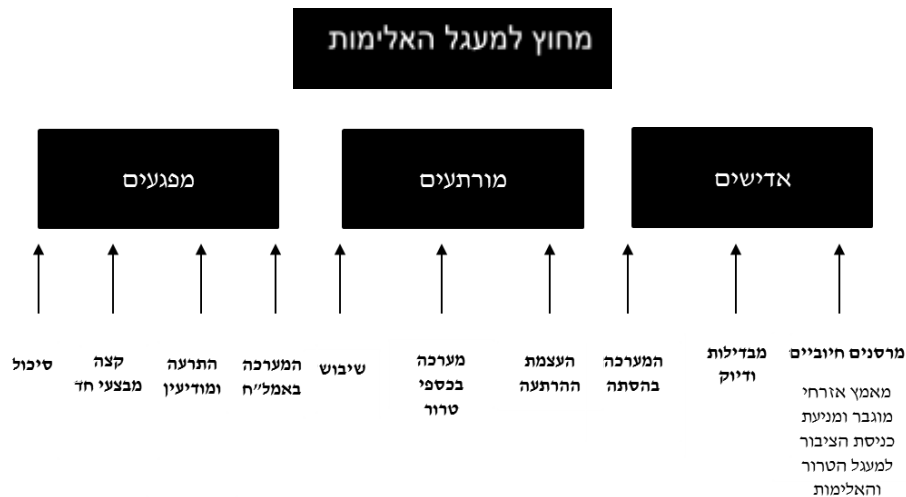 מחוץ למעגל האלימות
אדישים
מורתעים
מפגעים
מרסנים חיוביים
מאמץ אזרחי
מוגבר ומניעת
כניסת הציבור
למעגל הטרור
והאלימות
מבדילות
ודיוק
המערכה
בהסתה
העצמת
ההרתעה
מערכה
בכספי
טרור
שיבוש
המערכה
באמל״ח
התרעה
ומודיעין
קצה
מבצעי חד
סיכול